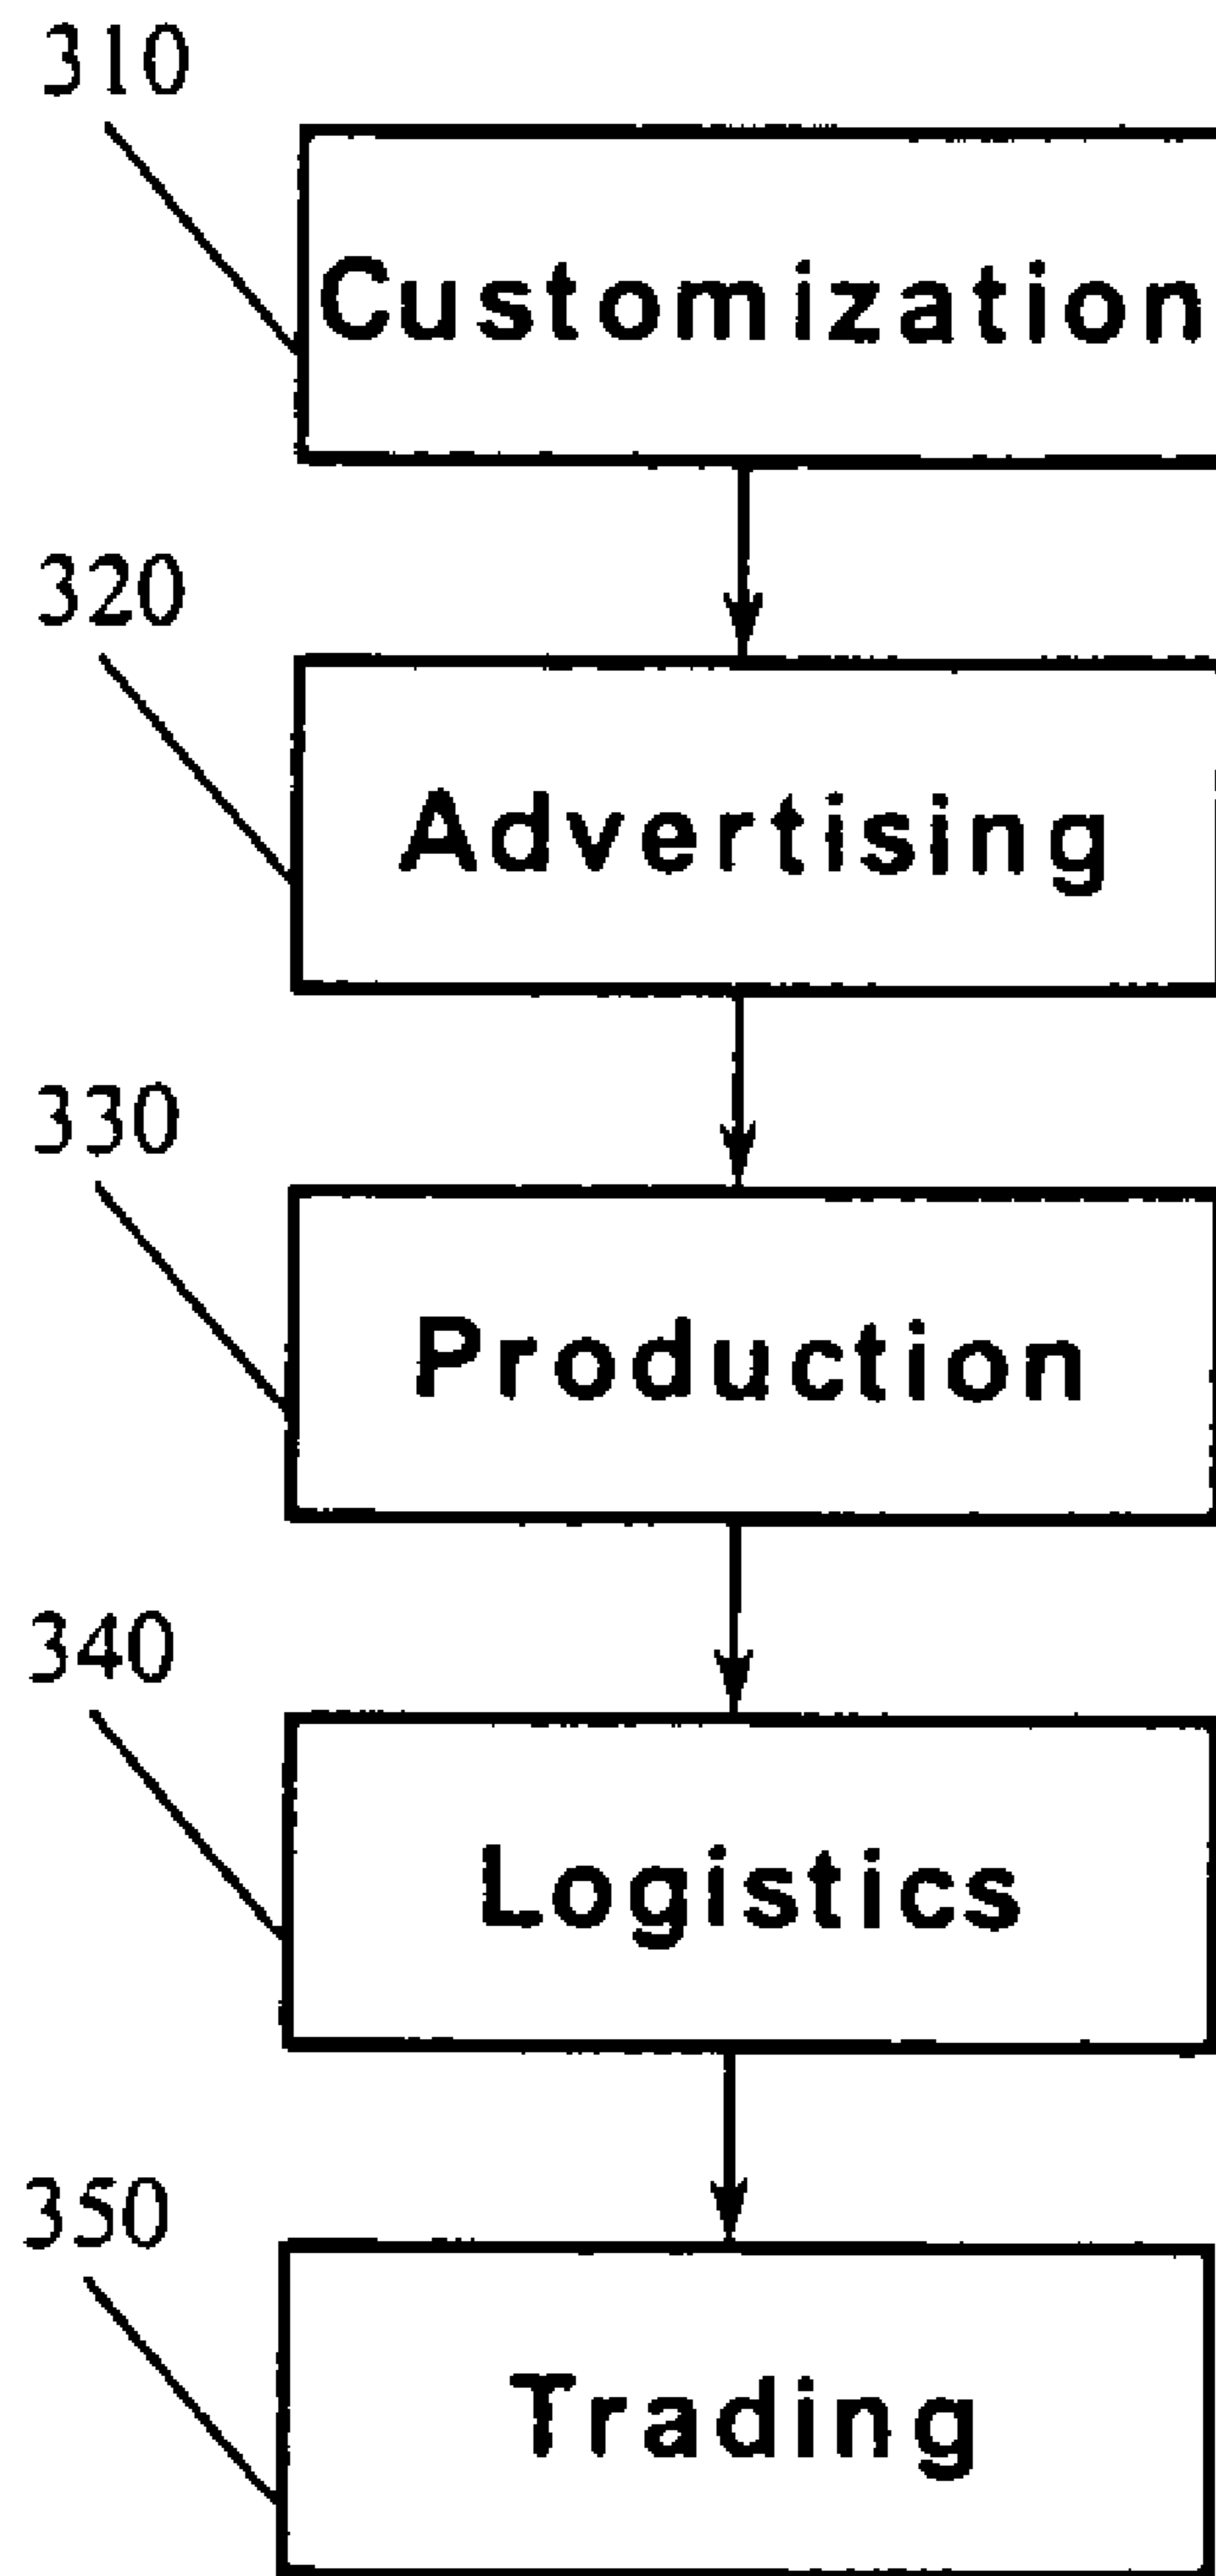 310
Customization
320
Advertising
330
Production
340
Logistics
350
Trading